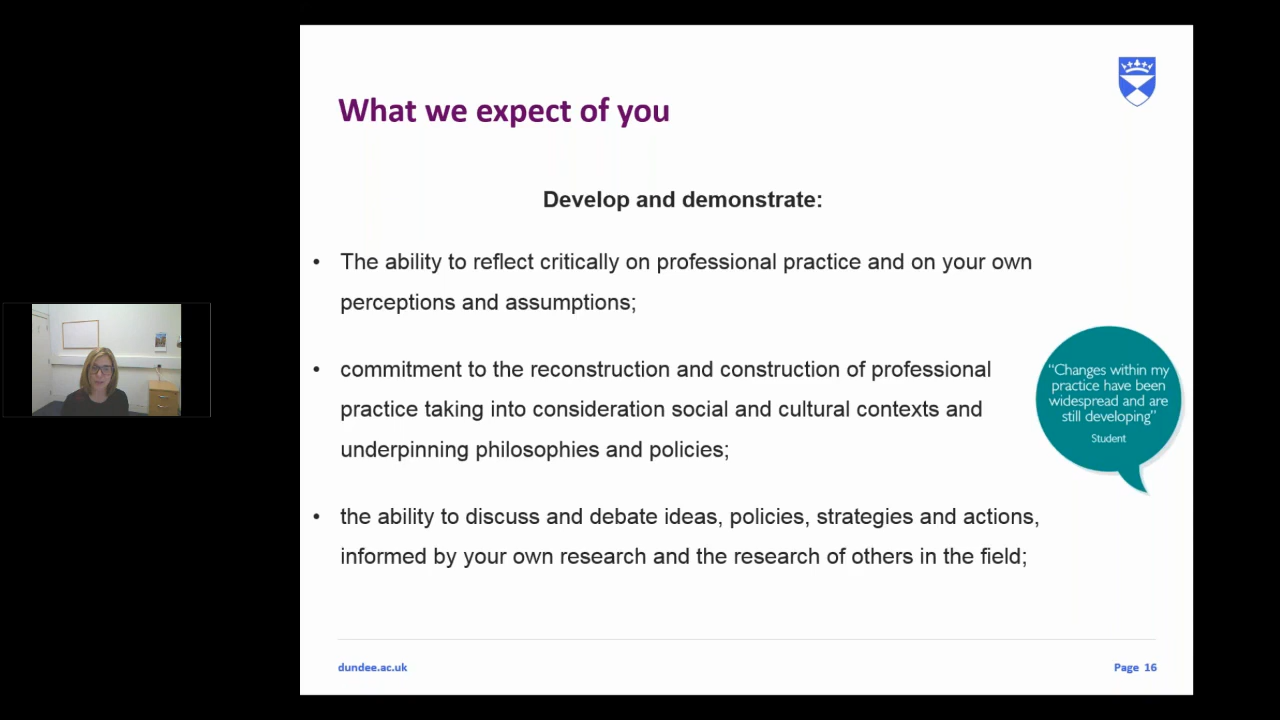 What we expect of you
Develop and demonstrate:
• The ability to reflect critically on professional practice and on your own
perceptions and assumptions;
• commitment to the reconstruction and construction of professional
practice taking into consideration social and cultural contexts and
underpinning philosophies and policies;
• the ability to discuss and debate ideas, policies, strategies and actions,
informed by your own research and the research of others in the field;
“Changes within my
practice have been
widespread and are
still developing”
Student
dundee.ac.uk
Page 16